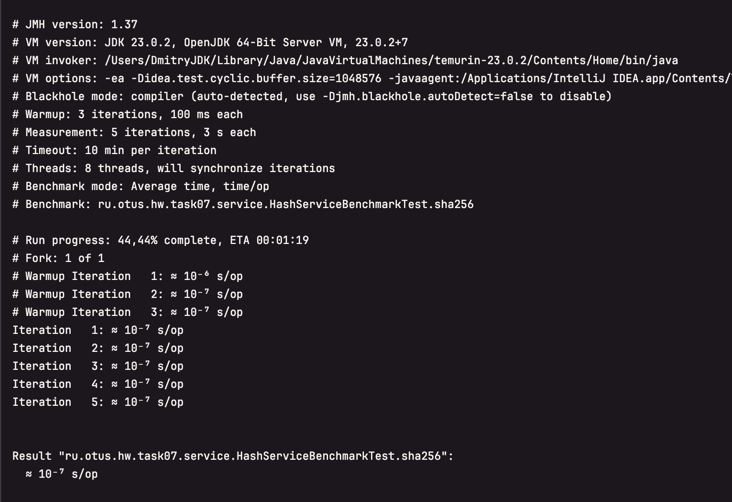 # JMH version: 1.37
# VM version: JDK 23.0.2, OpenJDK 64-Bit Server VM, 23.0.2+7
# VM invoker: /Users/DmitryJDK/Library/Java/JavaVirtualMachines/temurin-23.0.2/Contents/Home/bin/java
# VM options: -ea -Didea.test.cyclic.buffer.size=1048576 -javaagent:/Applications/IntelliJ IDEA.app/Contents/
# Blackhole mode: compiler (auto-detected, use -Djmh.blackhole.autoDetect=false to disable)
# Warmup: 3 iterations, 100 ms each
# Measurement: 5 iterations, 3 s each
# Timeout: 10 min per iteration
# Threads: 8 threads, will synchronize iterations
# Benchmark mode: Average time, time/op
# Benchmark: ru.otus.hw.task07.service.HashServiceBenchmarkTest.sha256
# Run progress: 44,44% complete, ETA 00:01:19
# Fork: 1 of 1
# Warmup Iteration   1: ≈ 10⁻⁶ s/op
# Warmup Iteration   2: ≈ 10⁻⁷ s/op
# Warmup Iteration   3: ≈ 10⁻⁷ s/op
Iteration   1: ≈ 10⁻⁷ s/op
Iteration   2: ≈ 10⁻⁷ s/op
Iteration   3: ≈ 10⁻⁷ s/op
Iteration   4: ≈ 10⁻⁷ s/op
Iteration   5: ≈ 10⁻⁷ s/op
Result "ru.otus.hw.task07.service.HashServiceBenchmarkTest.sha256":
  ≈ 10⁻⁷ s/op